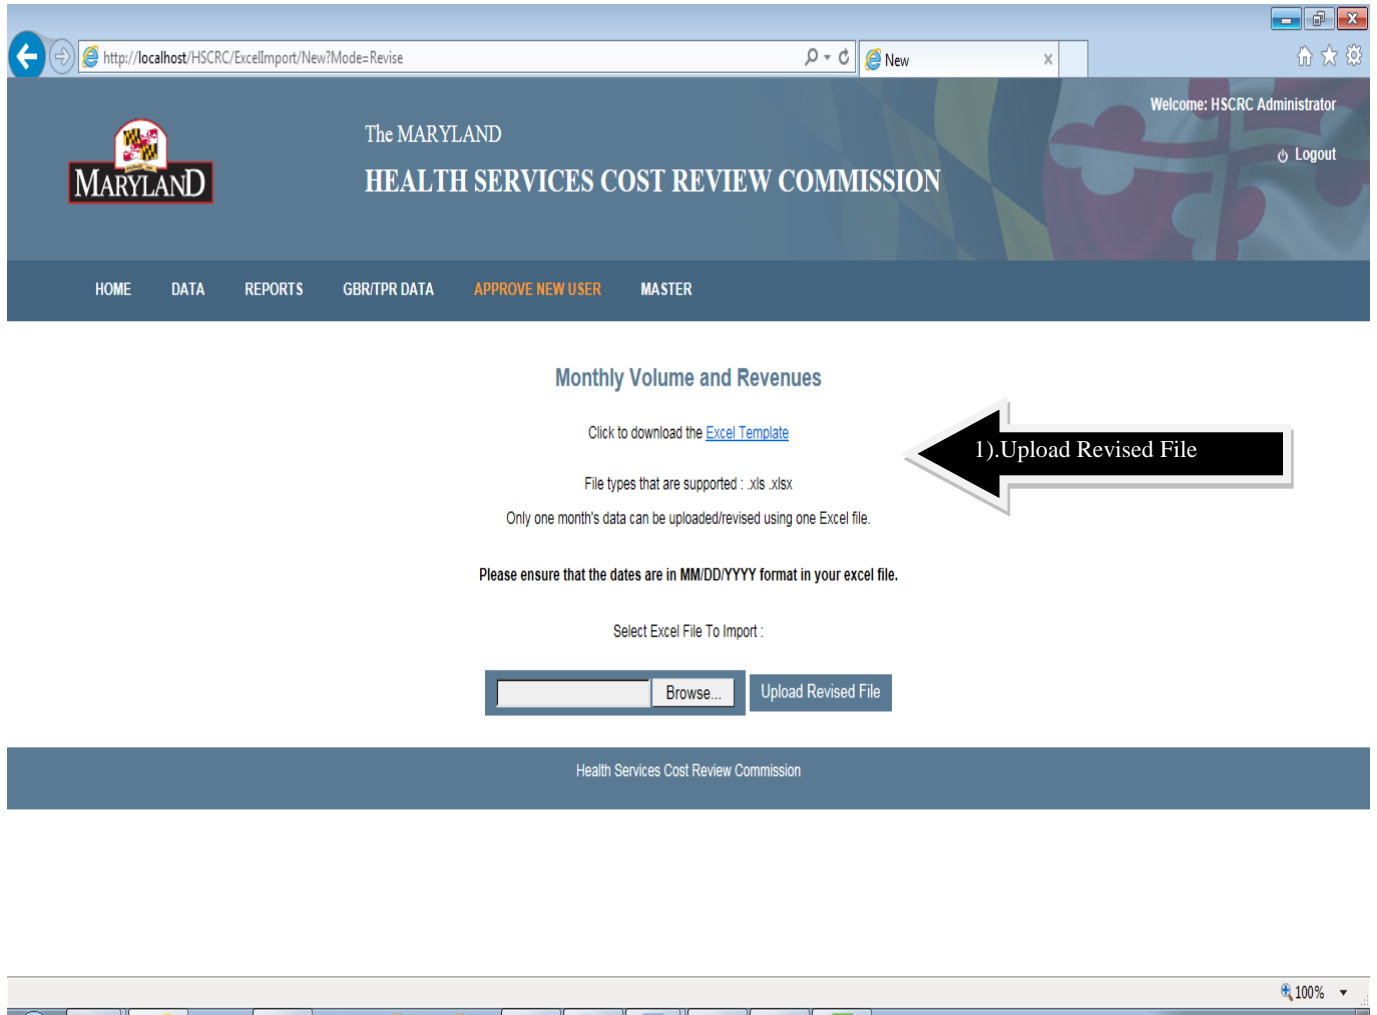 http://localhost/HSCRC/ExcelImport/New?Mode=Revise
New
Welcome: HSCRC Administrator
Logout
MARYLAND
The MARYLAND
HEALTH SERVICES COST REVIEW COMMISSION
HOME DATA REPORTS GBR/TPR DATA APPROVE NEW USER MASTER
Monthly Volume and Revenues
Click to download the Excel Template
1).Upload Revised File
File types that are supported : .xls .xlsx
Only one month's data can be uploaded/revised using one Excel file.
Please ensure that the dates are in MM/DD/YYYY format in your excel file.
Select Excel File To Import :
Browse... Upload Revised File
Health Services Cost Review Commission
100%